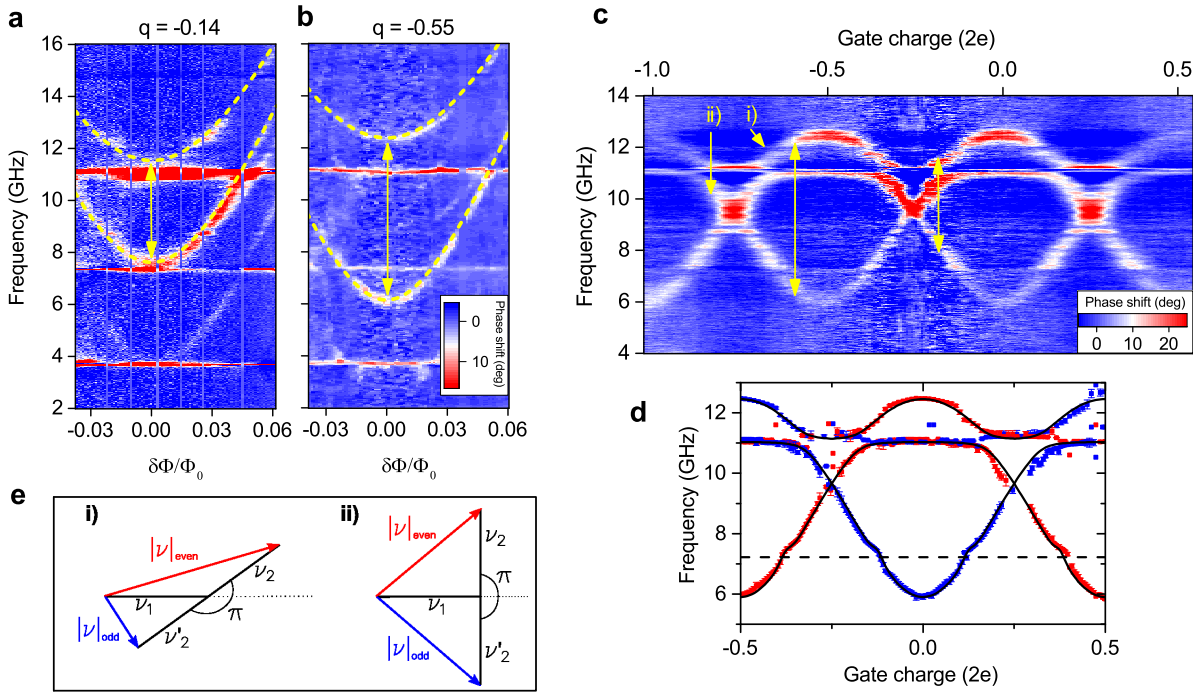 a
q = -0.14
16
14
12
10
8
6
4
2
Frequency (GHz)
-0.03 0.00 0.03 0.06
δΦ/Φ0
b
q = -0.55
Phase shift (deg)
0
10
-0.03 0.00 0.03 0.06
δΦ/Φ0
c
Gate charge (2e)
-1.0 -0.5 0.0 0.5
14
12
10
8
6
4
Frequency (GHz)
ii) i)
Phase shift (deg)
0 10 20
d
12
10
8
6
Frequency (GHz)
-0.5 0.0 0.5
Gate charge (2e)
e
i)
|ν|even
ν2
ν1
π
|ν|odd
ν'2
ii)
|ν|even
ν2
π
ν1
|ν|odd
ν'2